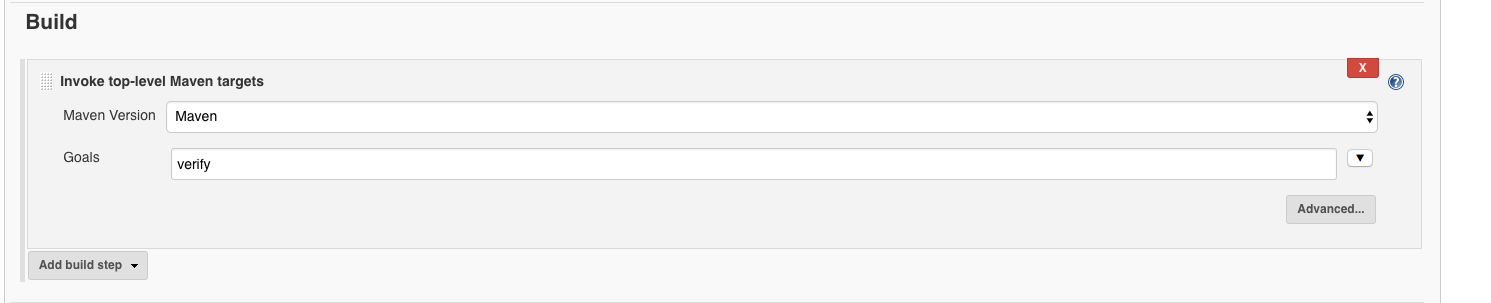 Build
Invoke top-level Maven targets
X
?
Maven Version
Maven
Goals
verify
Advanced...
Add build step